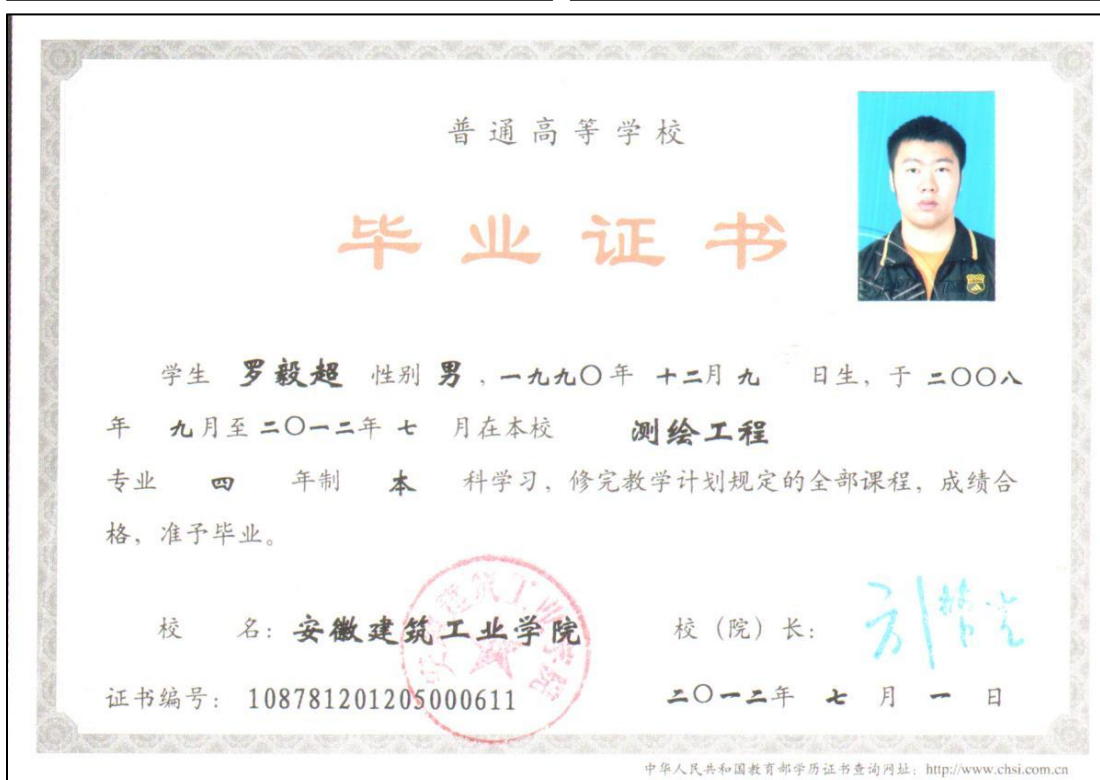 普通高等学校
毕业证书
学生 罗毅超 性别 男，一九九〇年 十二月 九 日生，于 二〇〇八
年 九月至二〇一二年 七 月在本校 测绘工程
专业 四 年制 本 科学习，修完教学计划规定的全部课程，成绩合
格，准予毕业。
校 名：安徽建筑工业学院 校（院）长：
证书编号：108781201205000611 二〇一二年 七 月 一 日
中华人民共和国教育部学历证书查询网址：http://www.chsi.com.cn